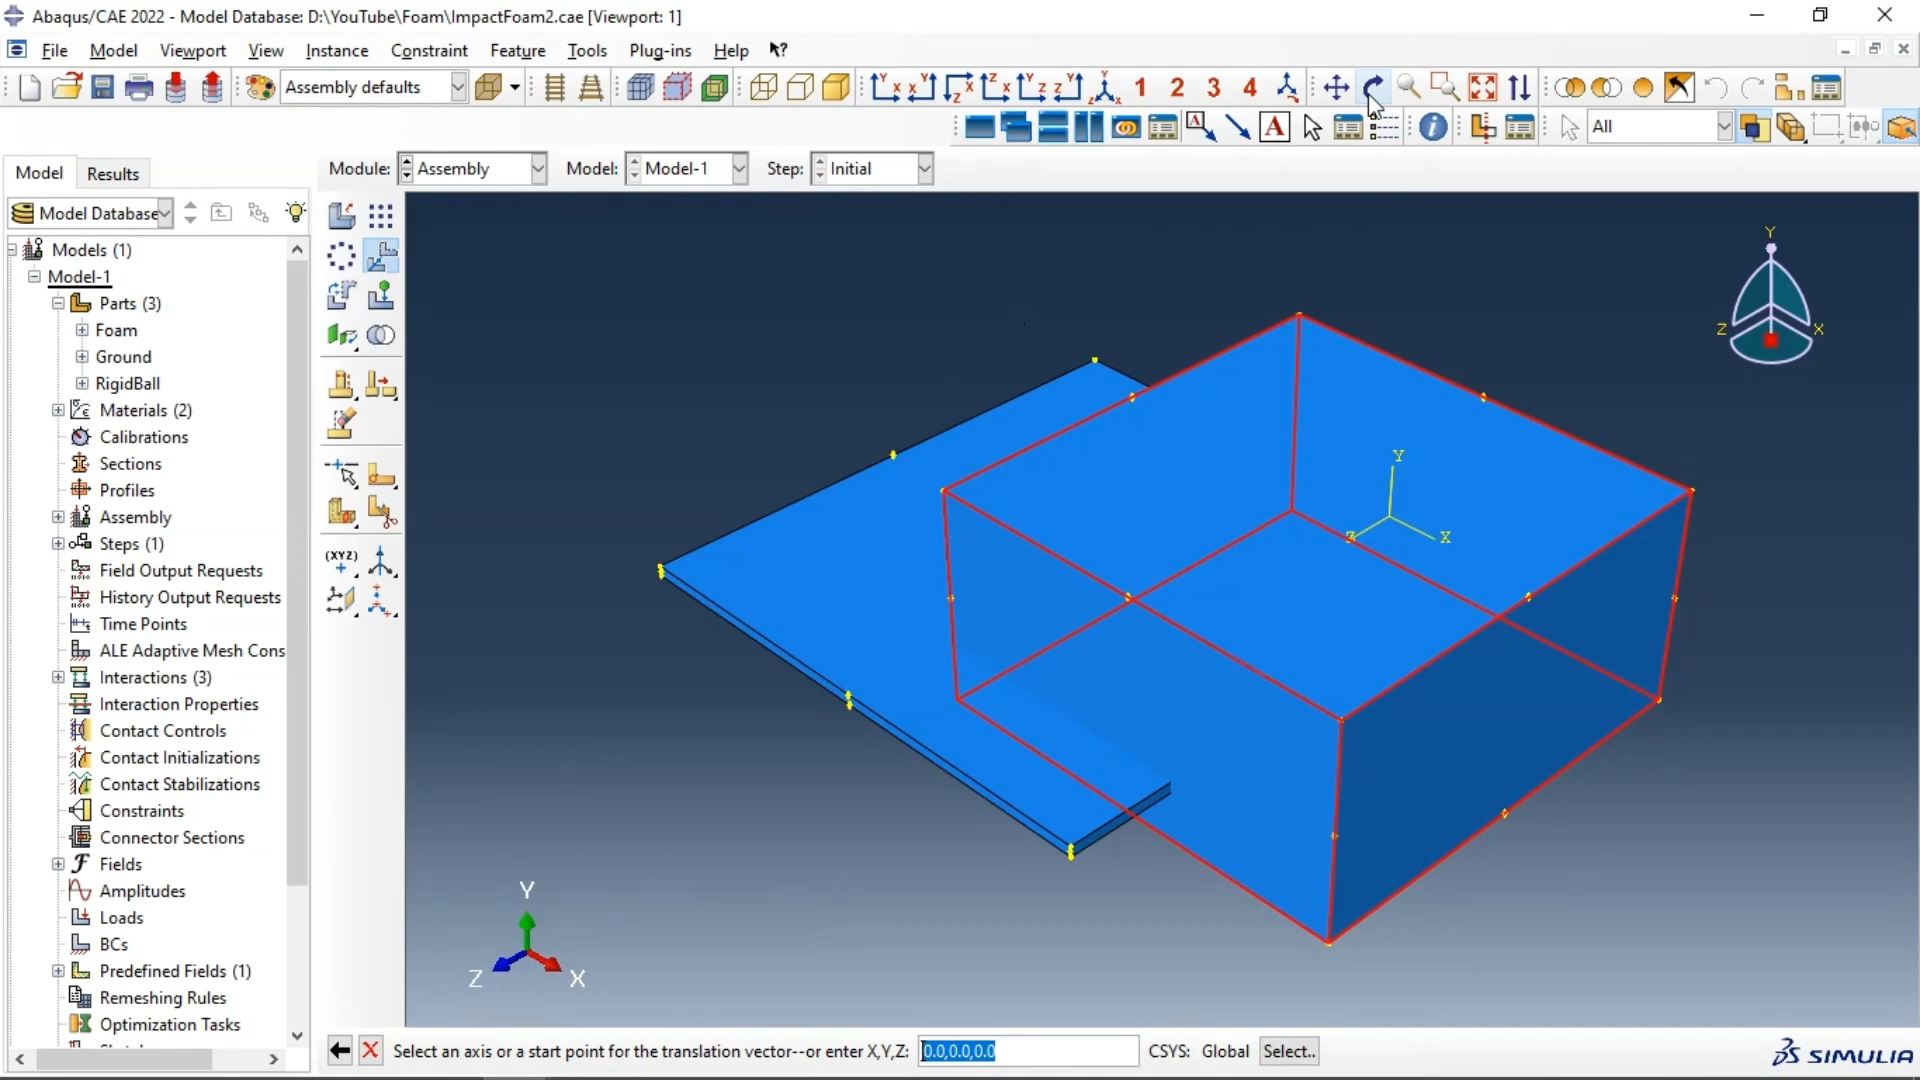 Abaqus/CAE 2022 - Model Database: D:\YouTube\Foam\ImpactFoam2.cae [Viewport: 1]
File Model Viewport View Instance Constraint Feature Tools Plug-ins Help
Assembly defaults
1 2 3 4
All
Model Results
Module: Assembly Model: Model-1 Step: Initial
Model Database
Models (1)
Model-1
Parts (3)
Foam
Ground
RigidBall
Materials (2)
Calibrations
Sections
Profiles
Assembly
Steps (1)
Field Output Requests
History Output Requests
Time Points
ALE Adaptive Mesh Cons
Interactions (3)
Interaction Properties
Contact Controls
Contact Initializations
Contact Stabilizations
Constraints
Connector Sections
Fields
Amplitudes
Loads
BCs
Predefined Fields (1)
Remeshing Rules
Optimization Tasks
(XYZ)
Y
Z X
Y
Z X
Y
Z X
Select an axis or a start point for the translation vector--or enter X,Y,Z: 0.0,0.0,0.0 CSYS: Global Select..
SIMULIA